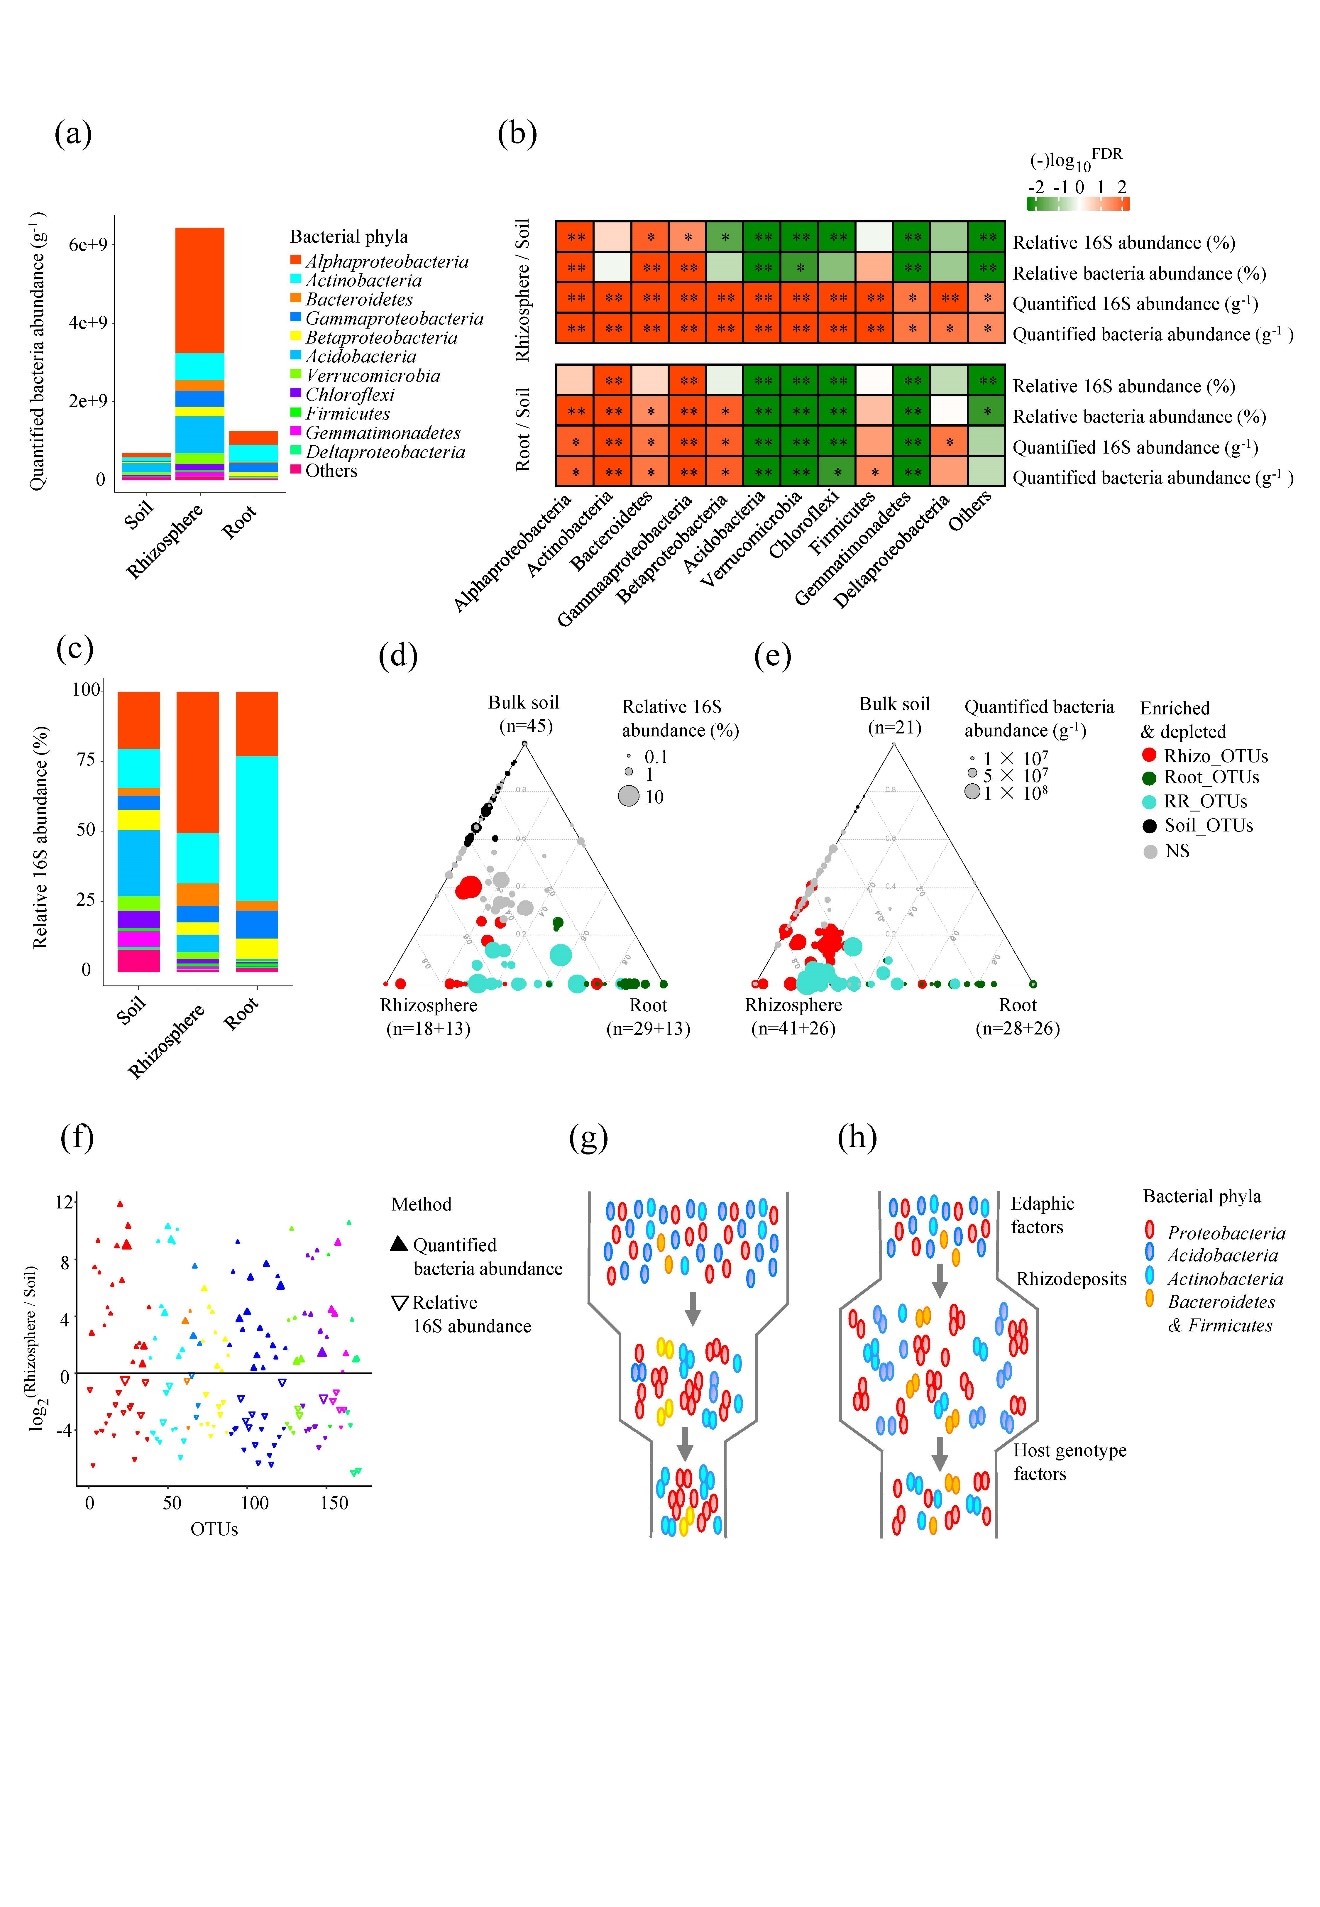 (a)
Quantified bacteria abundance (g-1 )
6e+9
4e+9
2e+9
0
Soil
Rhizosphere
Root
Bacterial phyla
Alphaproteobacteria
Actinobacteria
Bacteroidetes
Gammaproteobacteria
Betaproteobacteria
Acidobacteria
Verrucomicrobia
Chloroflexi
Firmicutes
Gemmatimonadetes
Deltaproteobacteria
Others
(b)
(-)log10FDR
-2 -1 0 1 2
Rhizosphere / Soil
** * * * ** ** ** ** **
** ** ** ** * ** **
** ** ** ** ** ** ** ** ** * ** *
** ** ** ** ** ** ** ** ** * * *
Relative 16S abundance (%)
Relative bacteria abundance (%)
Quantified 16S abundance (g-1)
Quantified bacteria abundance (g-1 )
Root / Soil
** ** ** ** ** ** **
** ** * ** * ** ** ** ** *
* ** * ** * ** ** ** ** *
* ** * ** * ** ** * * **
Relative 16S abundance (%)
Relative bacteria abundance (%)
Quantified 16S abundance (g-1)
Quantified bacteria abundance (g-1 )
Alphaproteobacteria
Actinobacteria
Bacteroidetes
Gammaaproteobacteria
Betaproteobacteria
Acidobacteria
Verrucomicrobia
Chloroflexi
Firmicutes
Gemmatimonadetes
Deltaproteobacteria
Others
(c)
Relative 16S abundance (%)
100
75
50
25
0
Soil
Rhizosphere
Root
(d)
Bulk soil
(n=45)
Relative 16S
abundance (%)
0.1
1
10
Rhizosphere
(n=18+13)
Root
(n=29+13)
(e)
Bulk soil
(n=21)
Quantified bacteria
abundance (g-1)
1 × 107
5 × 107
1 × 108
Rhizosphere
(n=41+26)
Root
(n=28+26)
Enriched
& depleted
Rhizo_OTUs
Root_OTUs
RR_OTUs
Soil_OTUs
NS
(f)
log2(Rhizosphere / Soil)
12
8
4
0
-4
0 50 100 150
OTUs
Method
Quantified
bacteria abundance
Relative
16S abundance
(g)
(h)
Edaphic
factors
Rhizodeposits
Host genotype
factors
Bacterial phyla
Proteobacteria
Acidobacteria
Actinobacteria
Bacteroidetes
& Firmicutes